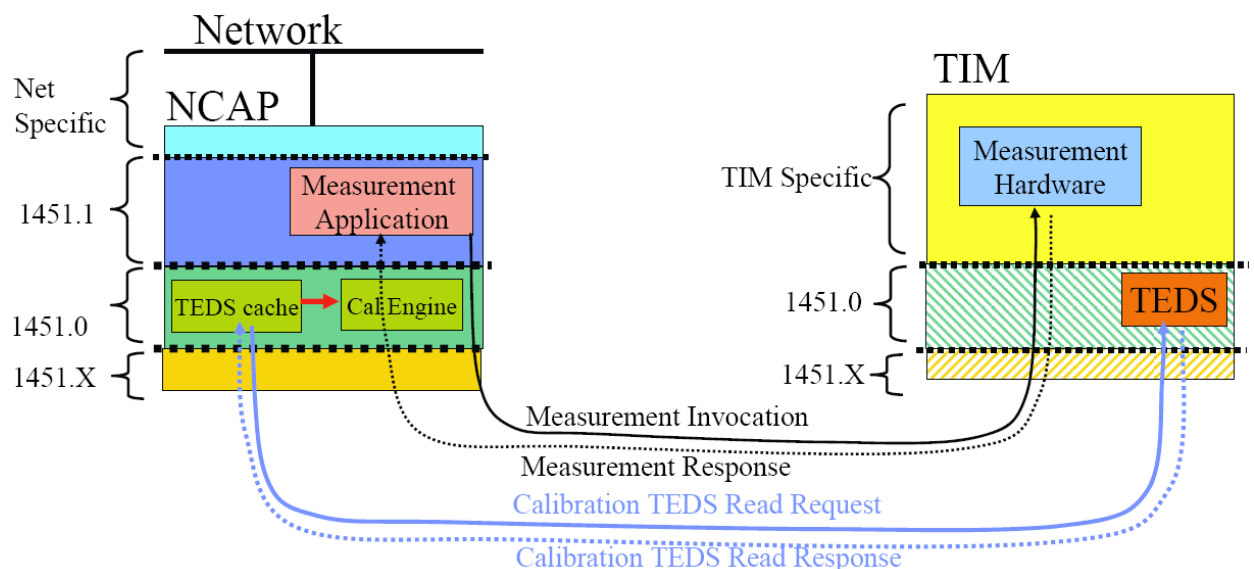 Network
Net
Specific
NCAP
1451.1
Measurement
Application
1451.0
TEDS cache
Cal Engine
1451.X
TIM
TIM Specific
Measurement
Hardware
1451.0
TEDS
1451.X
Measurement Invocation
Measurement Response
Calibration TEDS Read Request
Calibration TEDS Read Response